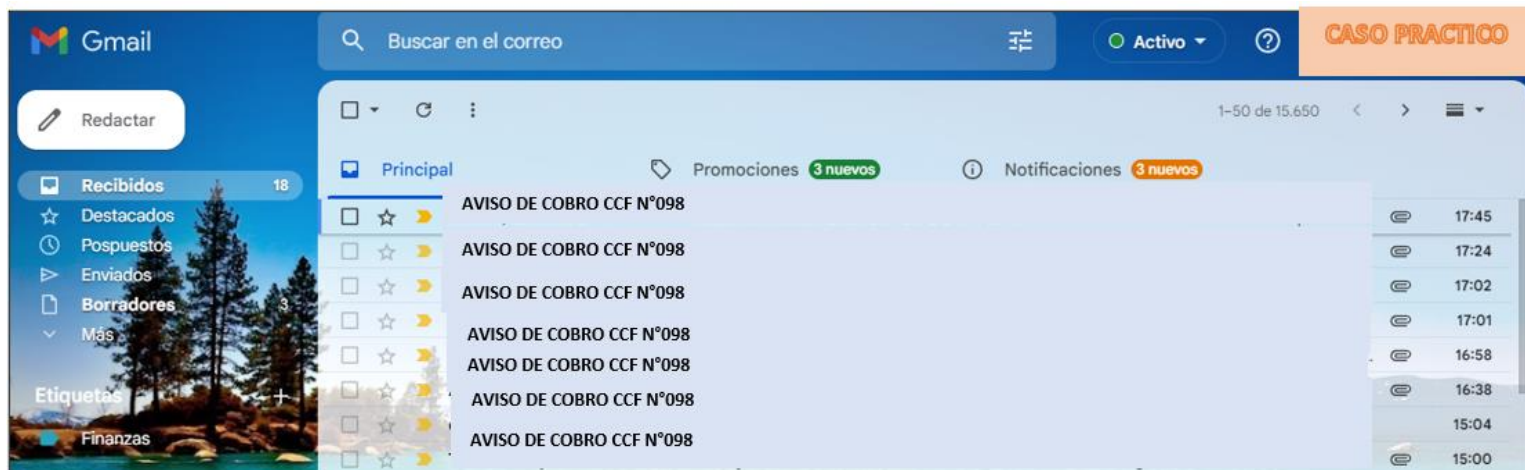 Gmail
Buscar en el correo
Activo
CASO PRACTICO
Redactar
1–50 de 15.650
Principal
Promociones 3 nuevos
Notificaciones 3 nuevos
Recibidos 18
Destacados
Pospuestos
Enviados
Borradores 3
Más
Etiquetas
Finanzas
AVISO DE COBRO CCF N°098 17:45
AVISO DE COBRO CCF N°098 17:24
AVISO DE COBRO CCF N°098 17:02
AVISO DE COBRO CCF N°098 17:01
AVISO DE COBRO CCF N°098 16:58
AVISO DE COBRO CCF N°098 16:38
AVISO DE COBRO CCF N°098 15:04
15:00